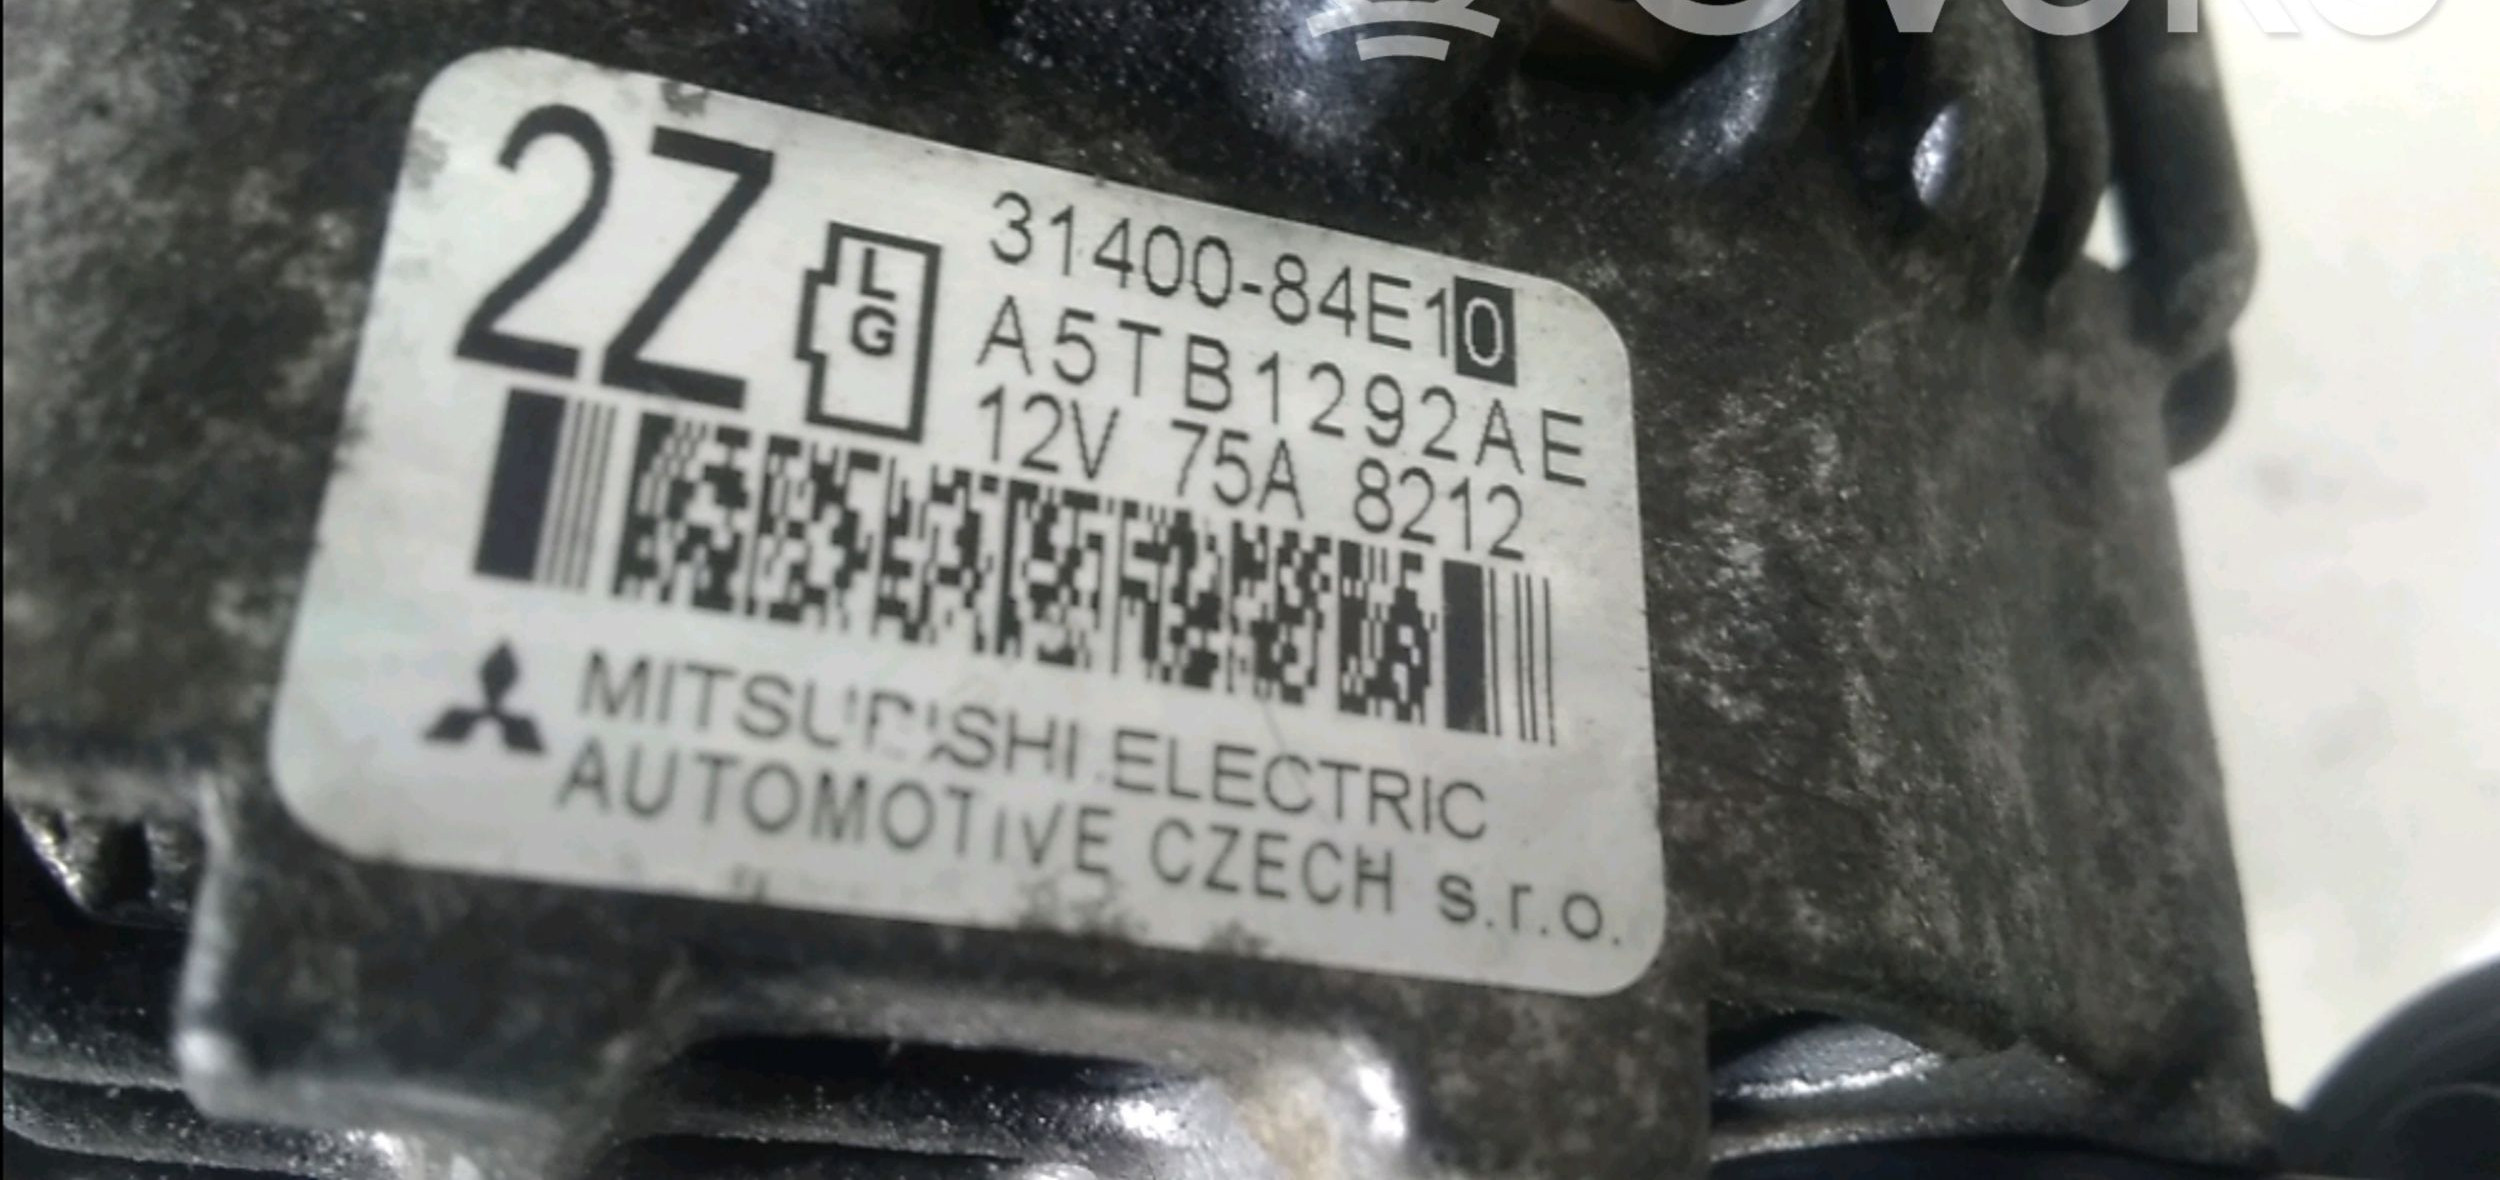 2Z
L
G
31400-84E10
A5TB1292AE
12V 75A 8212
MITSUBISHI ELECTRIC
AUTOMOTIVE CZECH s.r.o.